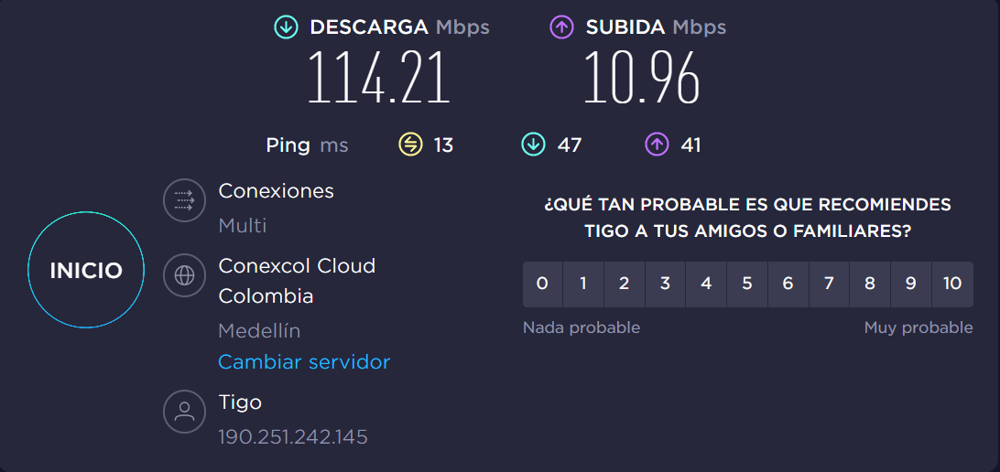 DESCARGA Mbps
SUBIDA Mbps
114.21
10.96
Ping ms
13
47
41
Conexiones
Multi
INICIO
Conexcol Cloud
Colombia
Medellín
Cambiar servidor
Tigo
190.251.242.145
¿QUÉ TAN PROBABLE ES QUE RECOMIENDES
TIGO A TUS AMIGOS O FAMILIARES?
0 1 2 3 4 5 6 7 8 9 10
Nada probable
Muy probable